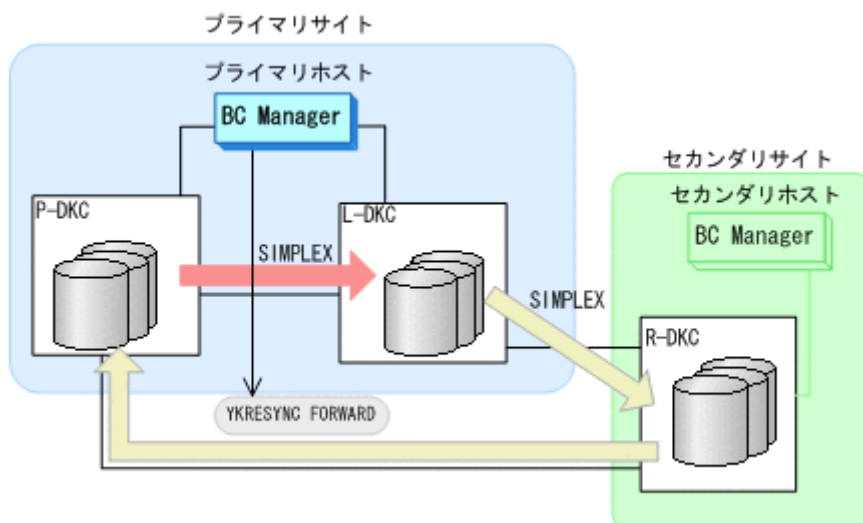 プライマリサイト
プライマリホスト
BC Manager
セカンダリサイト
セカンダリホスト
BC Manager
P-DKC
L-DKC
SIMPLEX
SIMPLEX
R-DKC
YKRESYNC FORWARD